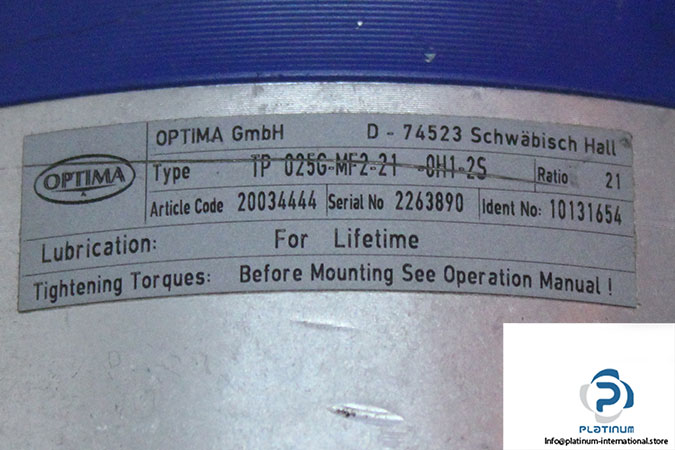 OPTIMA
OPTIMA GmbH D - 74523 Schwäbisch Hall
Type TP 025G-MF2-21 -0H1-2S Ratio 21
Article Code 20034444 Serial No 2263890 Ident No: 10131654
Lubrication: For Lifetime
Tightening Torques: Before Mounting See Operation Manual !
PLATINUM
Info@platinum-international.store